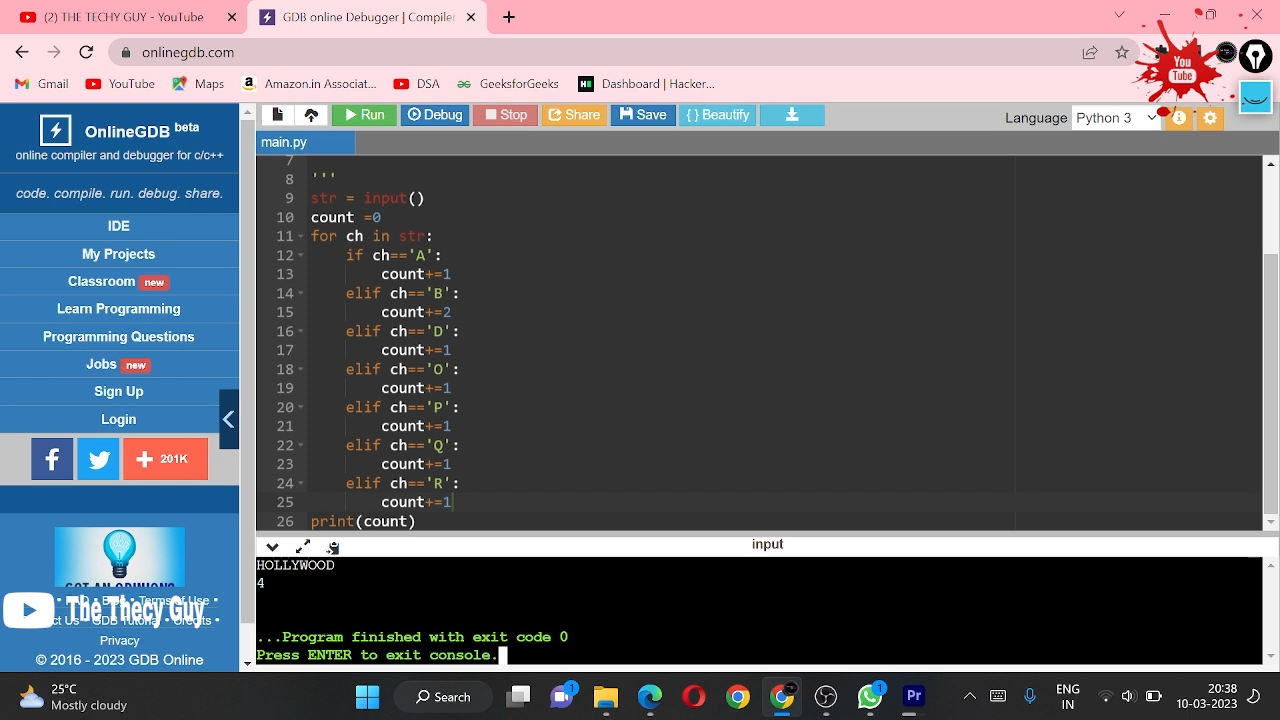 (2) THE TECHY GUY - YouTube
GDB online Debugger | Compiler
onlinegdb.com
You
Tube
Gmail
YouTube
Maps
Amazon.in Associat...
DSA
GeeksforGeeks
Dashboard | Hacker...
OnlineGDB beta
online compiler and debugger for c/c++
code. compile. run. debug. share.
IDE
My Projects
Classroom new
Learn Programming
Programming Questions
Jobs new
Sign Up
Login
201K
GOT AN OPINION?
The Thecy Guy
Terms of Use •
GDB Tutorial • Credits •
Privacy
© 2016 - 2023 GDB Online
Run
Debug
Stop
Share
Save
{ } Beautify
Language Python 3
main.py
7
8 '''
9 str = input()
10 count =0
11 for ch in str:
12 if ch=='A':
13 count+=1
14 elif ch=='B':
15 count+=2
16 elif ch=='D':
17 count+=1
18 elif ch=='O':
19 count+=1
20 elif ch=='P':
21 count+=1
22 elif ch=='Q':
23 count+=1
24 elif ch=='R':
25 count+=1
26 print(count)
input
HOLLYWOOD
4
...Program finished with exit code 0
Press ENTER to exit console.
25°C
Mostly cloudy
Search
1
1
Pr
ENG
IN
20:38
10-03-2023